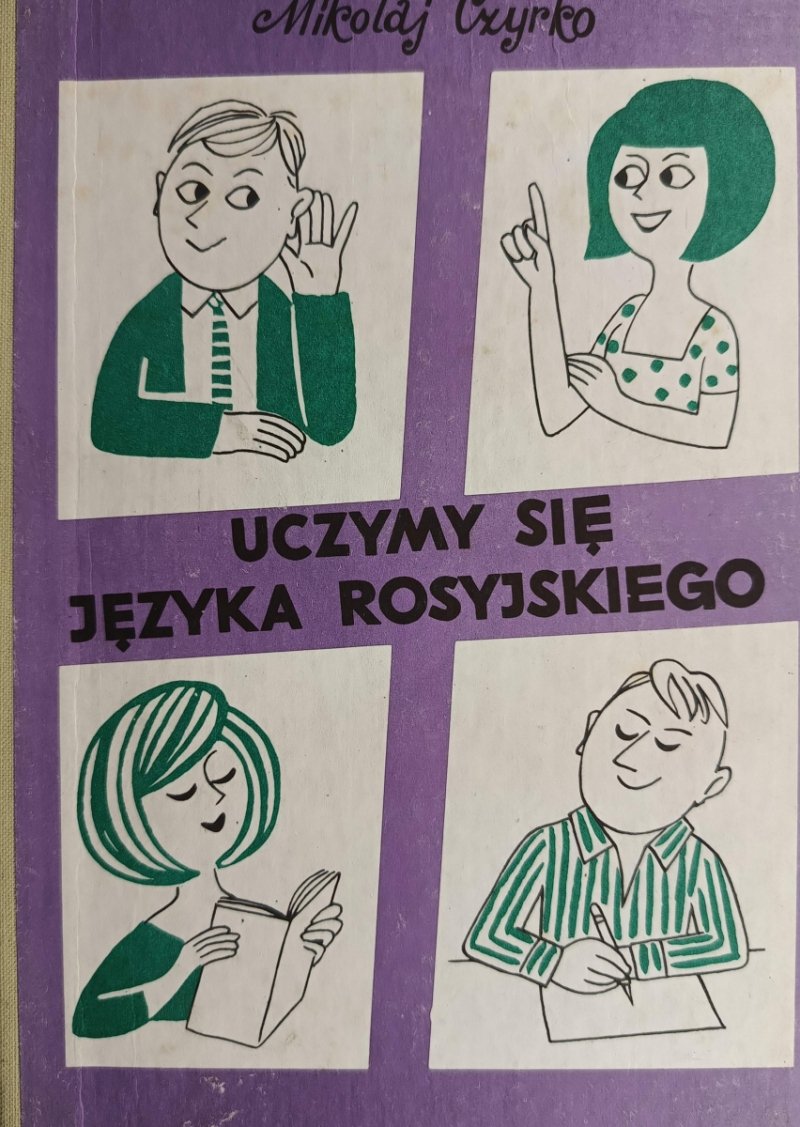 Mikołaj Czyrko
UCZYMY SIĘ
JĘZYKA ROSYJSKIEGO